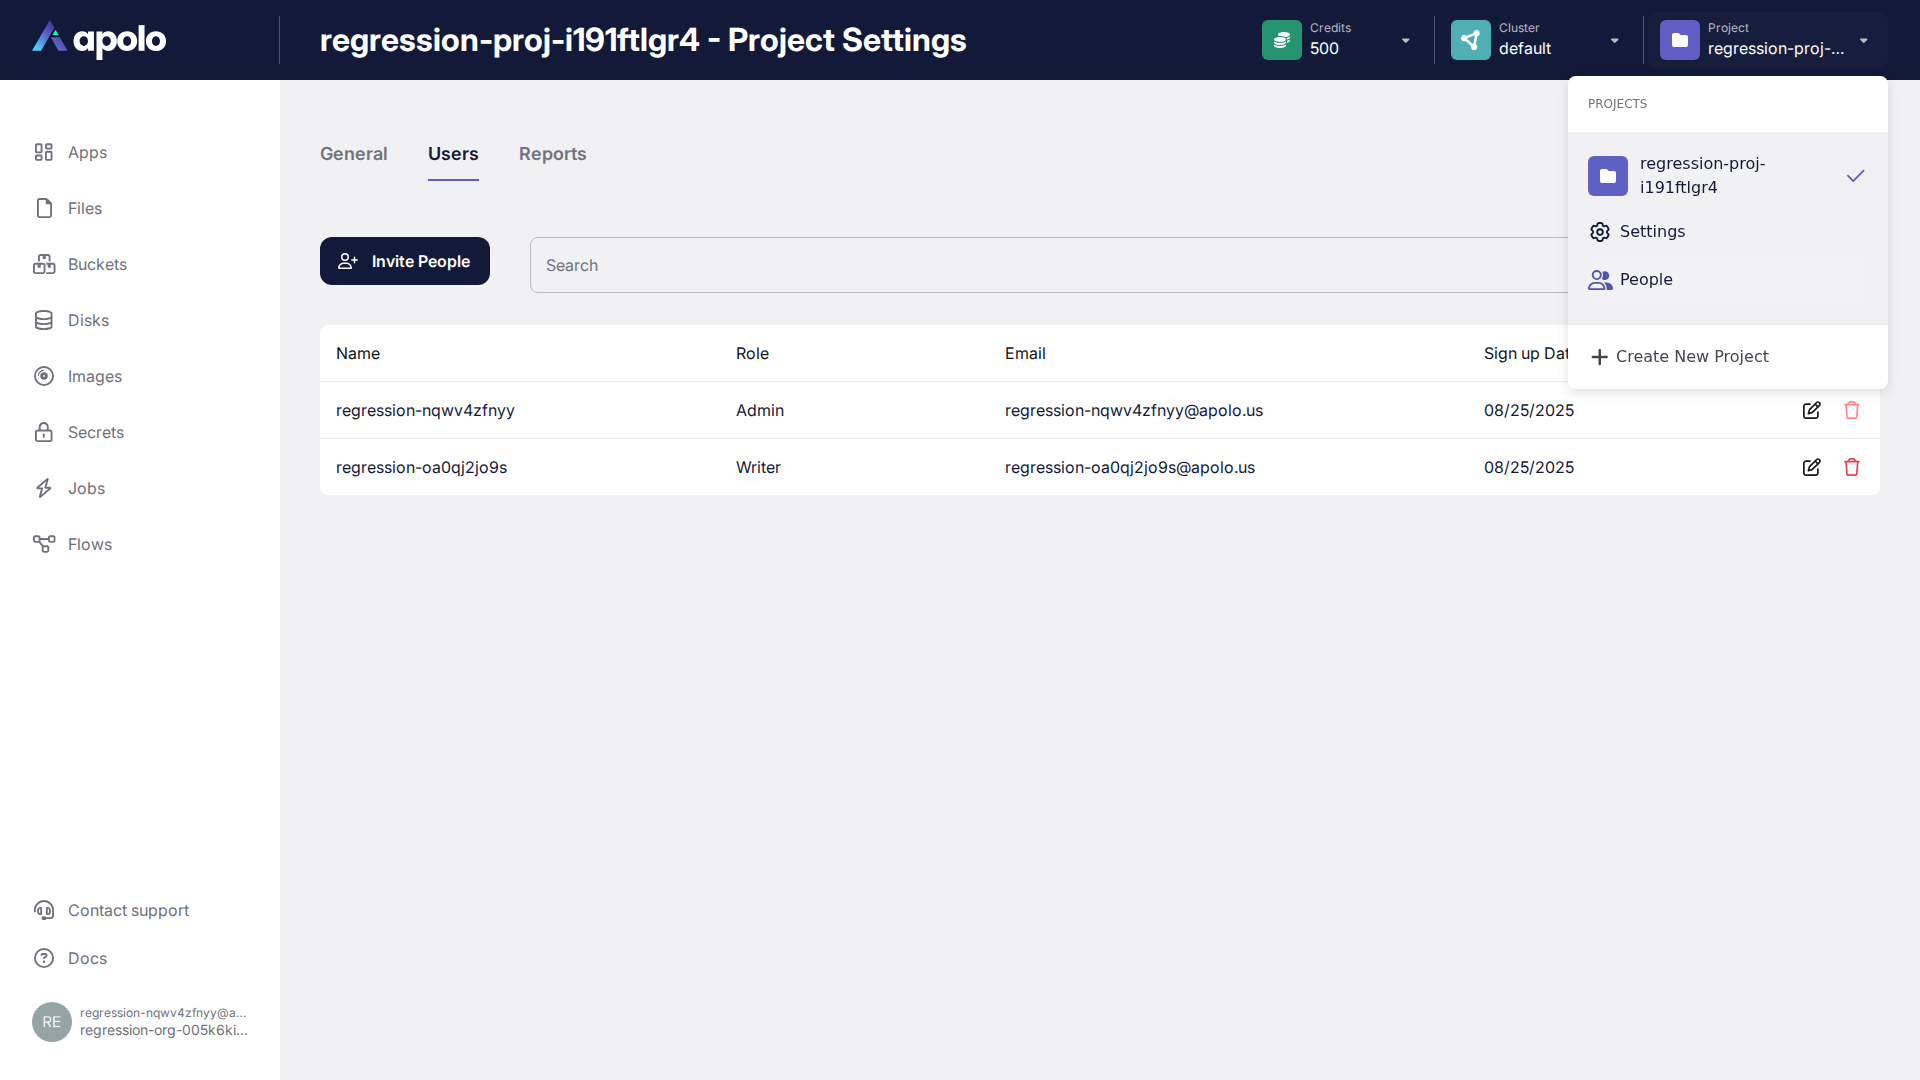 apolo
regression-proj-i191ftlgr4 - Project Settings
Credits
500
Cluster
default
Project
regression-proj-...
PROJECTS
regression-proj-
i191ftlgr4
Settings
People
Create New Project
Apps
Files
Buckets
Disks
Images
Secrets
Jobs
Flows
General Users Reports
Invite People
Search
Name Role Email Sign up Dat
regression-nqwv4zfnyy Admin regression-nqwv4zfnyy@apolo.us 08/25/2025
regression-oa0qj2jo9s Writer regression-oa0qj2jo9s@apolo.us 08/25/2025
Contact support
Docs
RE
regression-nqwv4zfnyy@a...
regression-org-005k6ki...